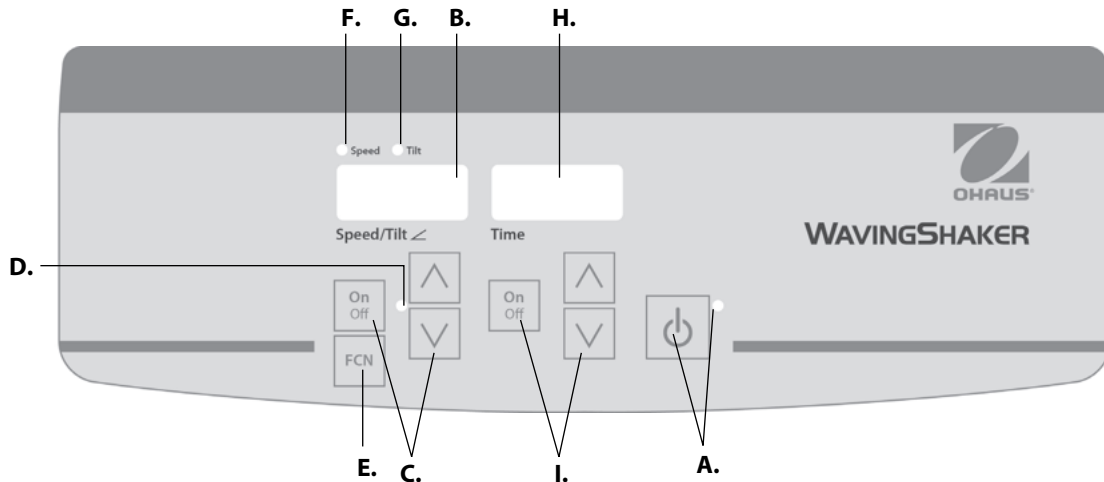 F. G. B. H.
Speed Tilt
OHAUS®
Speed/Tilt Time
WAVINGSHAKER
D.
On Off On Off
FCN
E. C. I. A.